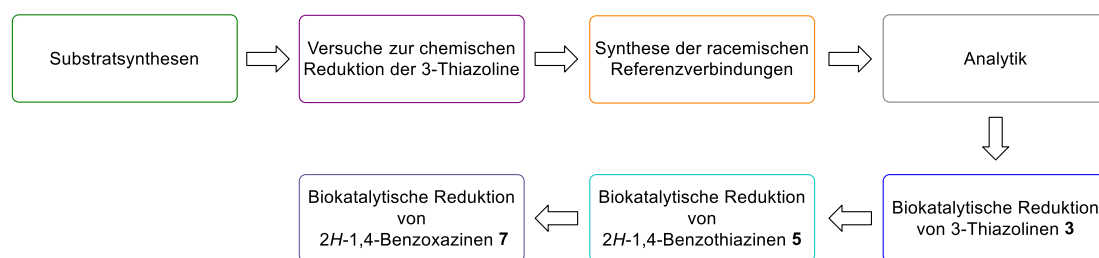 Substratsynthesen
Versuche zur chemischen
Reduktion der 3-Thiazoline
Synthese der racemischen
Referenzverbindungen
Analytik
Biokatalytische Reduktion
von 3-Thiazolinen 3
Biokatalytische Reduktion
von
2H-1,4-Benzothiazinen 5
Biokatalytische Reduktion
von
2H-1,4-Benzoxazinen 7